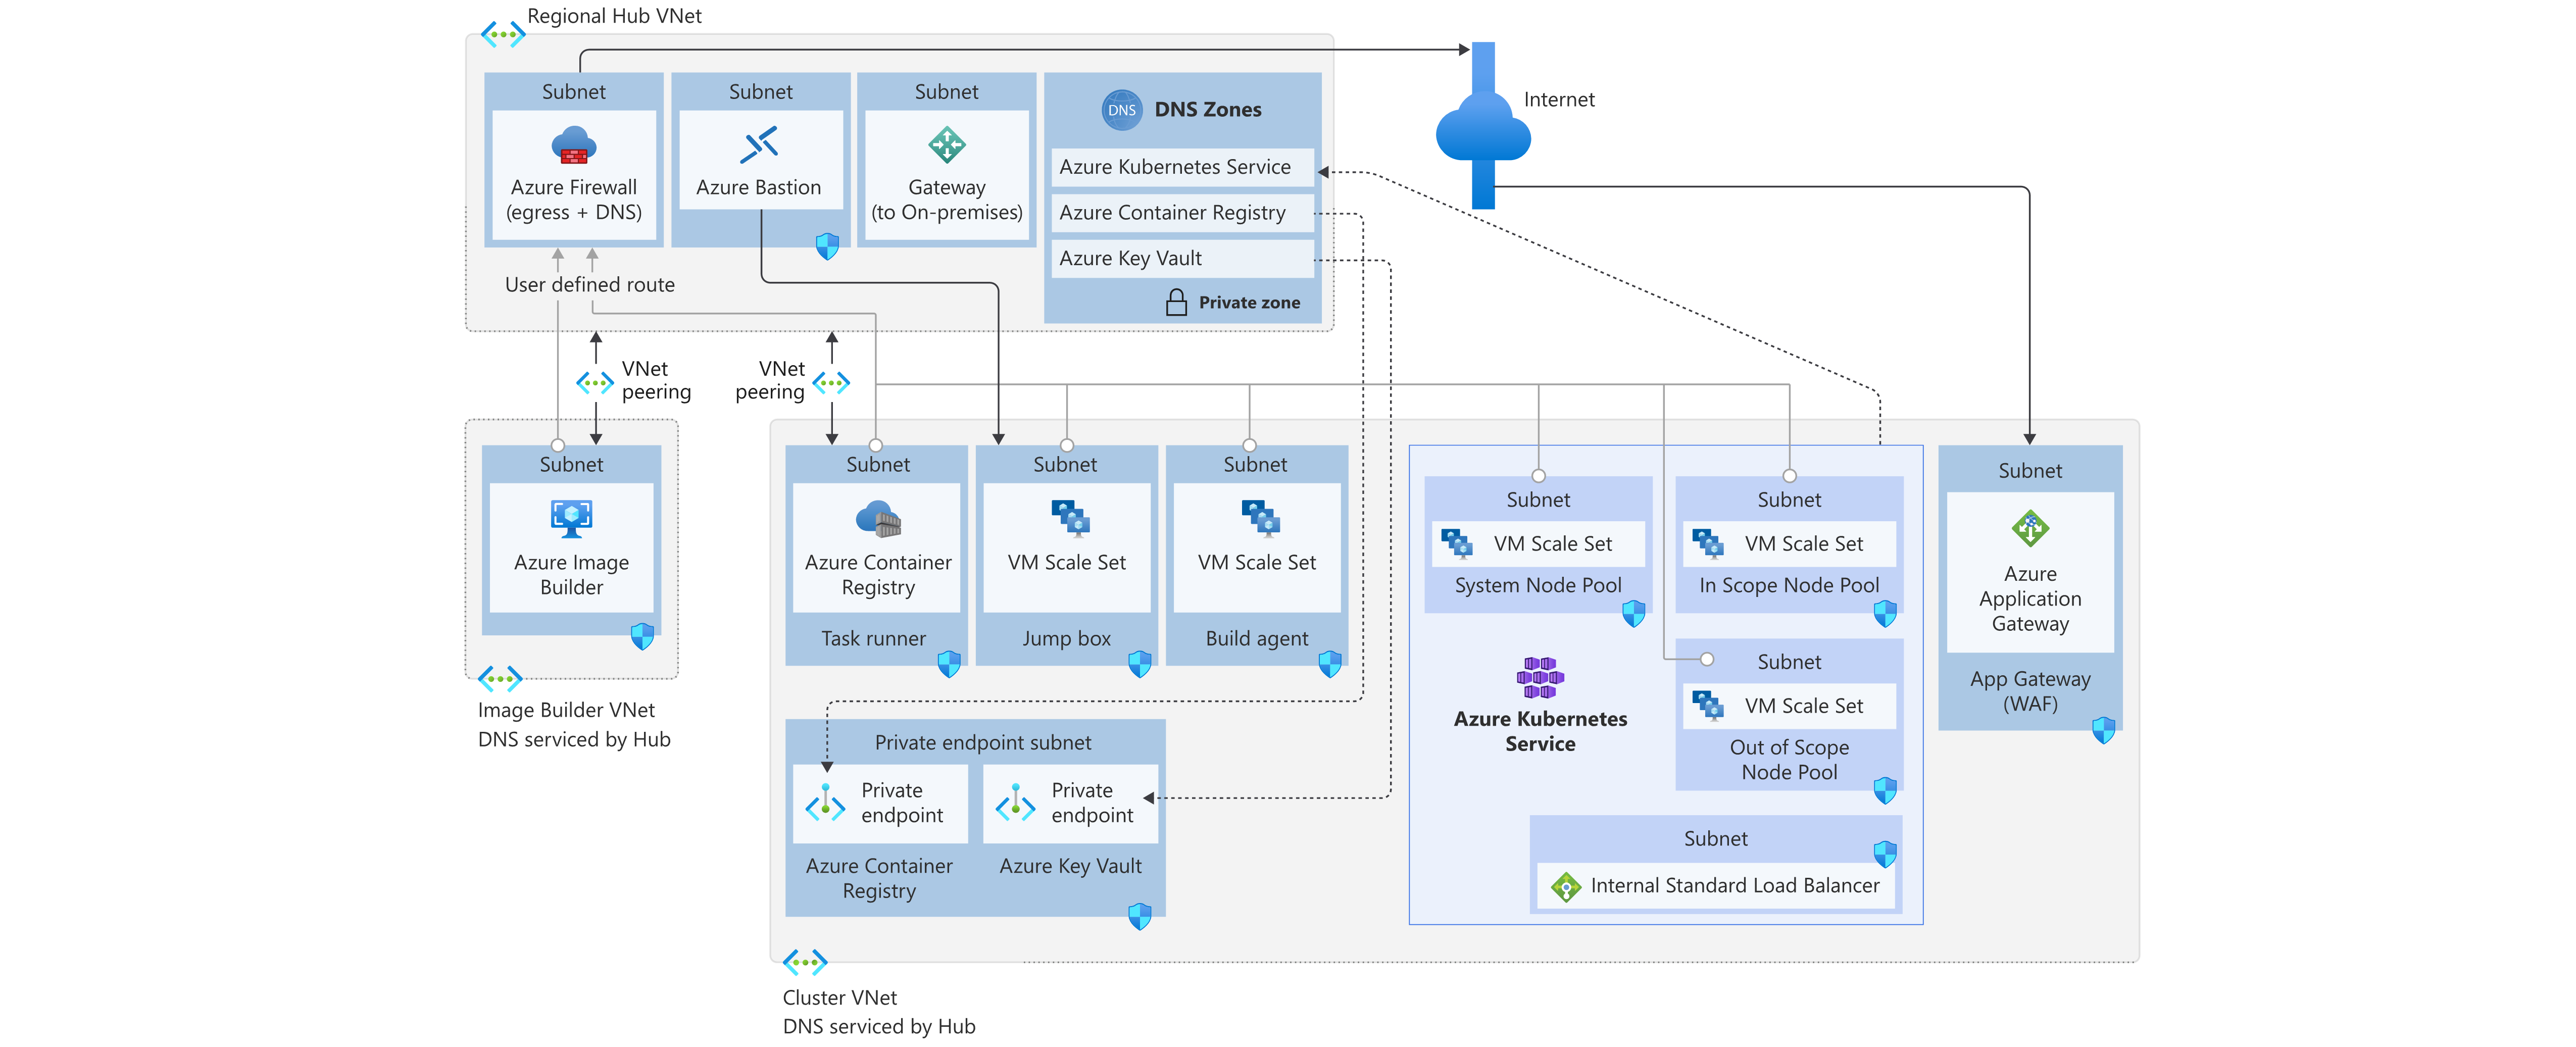 Regional Hub VNet
Subnet
Azure Firewall
(egress + DNS)
Subnet
Azure Bastion
Subnet
Gateway
(to On-premises)
DNS
DNS Zones
Azure Kubernetes Service
Azure Container Registry
Azure Key Vault
Private zone
Internet
User defined route
VNet
peering
VNet
peering
Subnet
Azure Image
Builder
Image Builder VNet
DNS serviced by Hub
Subnet
Azure Container
Registry
Task runner
Subnet
VM Scale Set
Jump box
Subnet
VM Scale Set
Build agent
Subnet
VM Scale Set
System Node Pool
Subnet
VM Scale Set
In Scope Node Pool
Azure Kubernetes
Service
Subnet
VM Scale Set
Out of Scope
Node Pool
Subnet
Internal Standard Load Balancer
Subnet
Azure
Application
Gateway
App Gateway
(WAF)
Private endpoint subnet
Private
endpoint
Azure Container
Registry
Private
endpoint
Azure Key Vault
Cluster VNet
DNS serviced by Hub